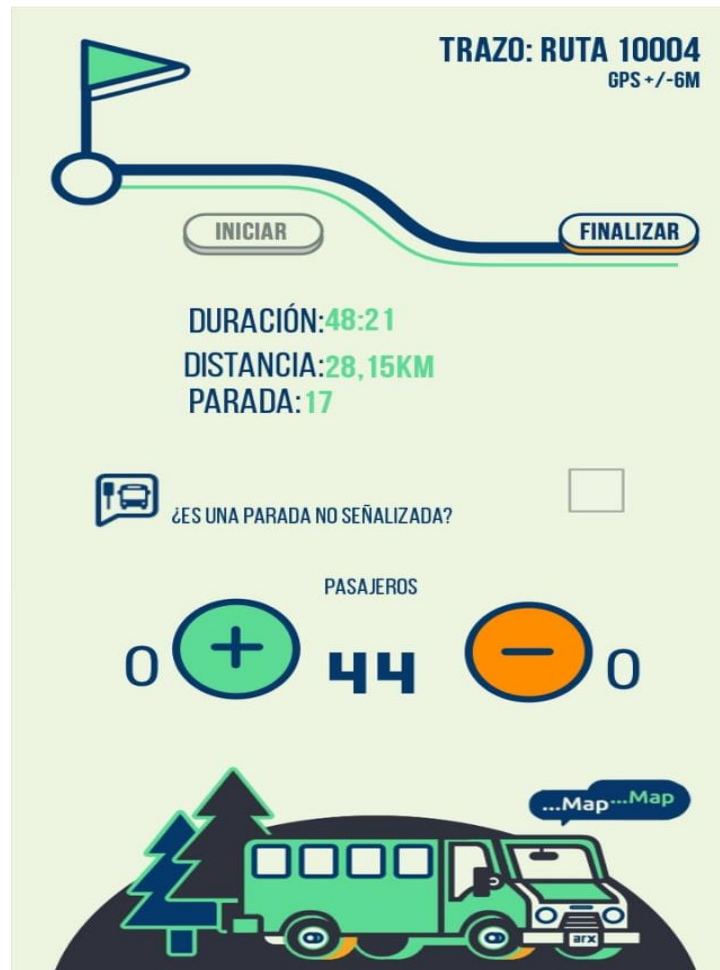 TRAZO: RUTA 10004
GPS +/-6M
INICIAR
FINALIZAR
DURACIÓN:48:21
DISTANCIA:28,15KM
PARADA:17
¿ES UNA PARADA NO SEÑALIZADA?
PASAJEROS
0 + 44 - 0
...Map...Map
arx